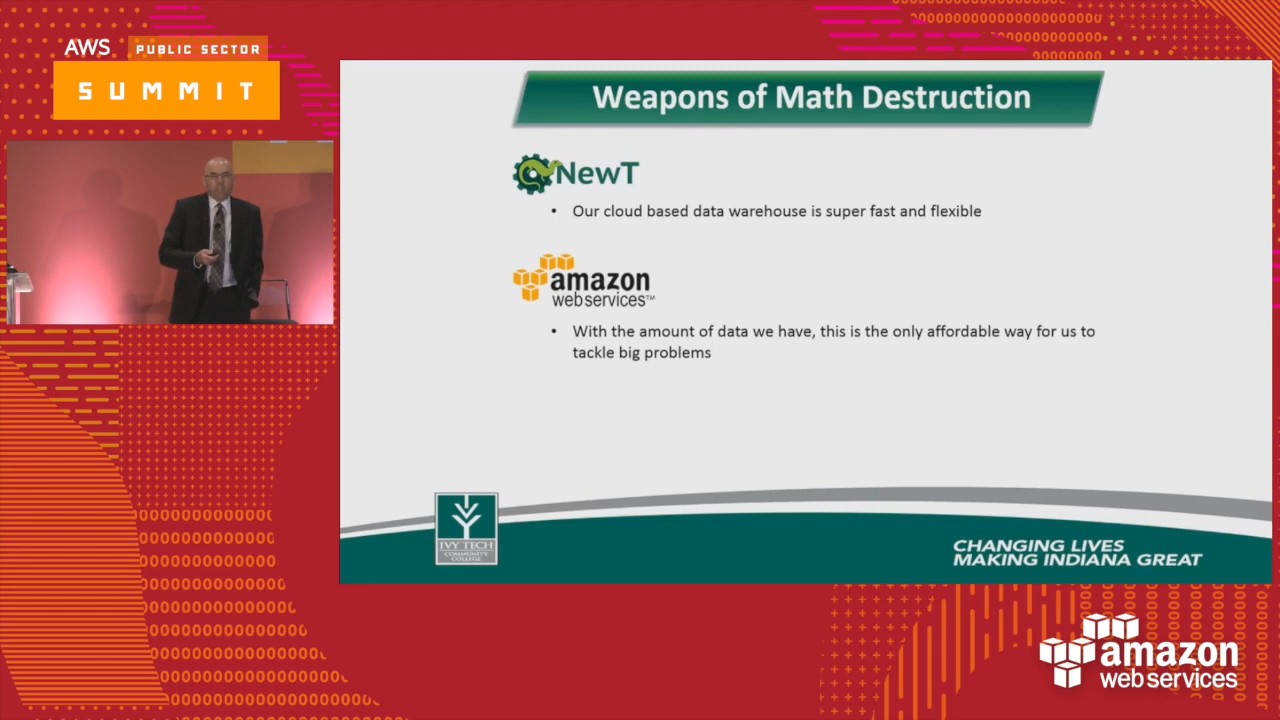 AWS PUBLIC SECTOR
SUMMIT
Weapons of Math Destruction
NewT
• Our cloud based data warehouse is super fast and flexible
amazon
web services™
• With the amount of data we have, this is the only affordable way for us to
tackle big problems
IVY TECH
COMMUNITY
COLLEGE
CHANGING LIVES
MAKING INDIANA GREAT
amazon
web services